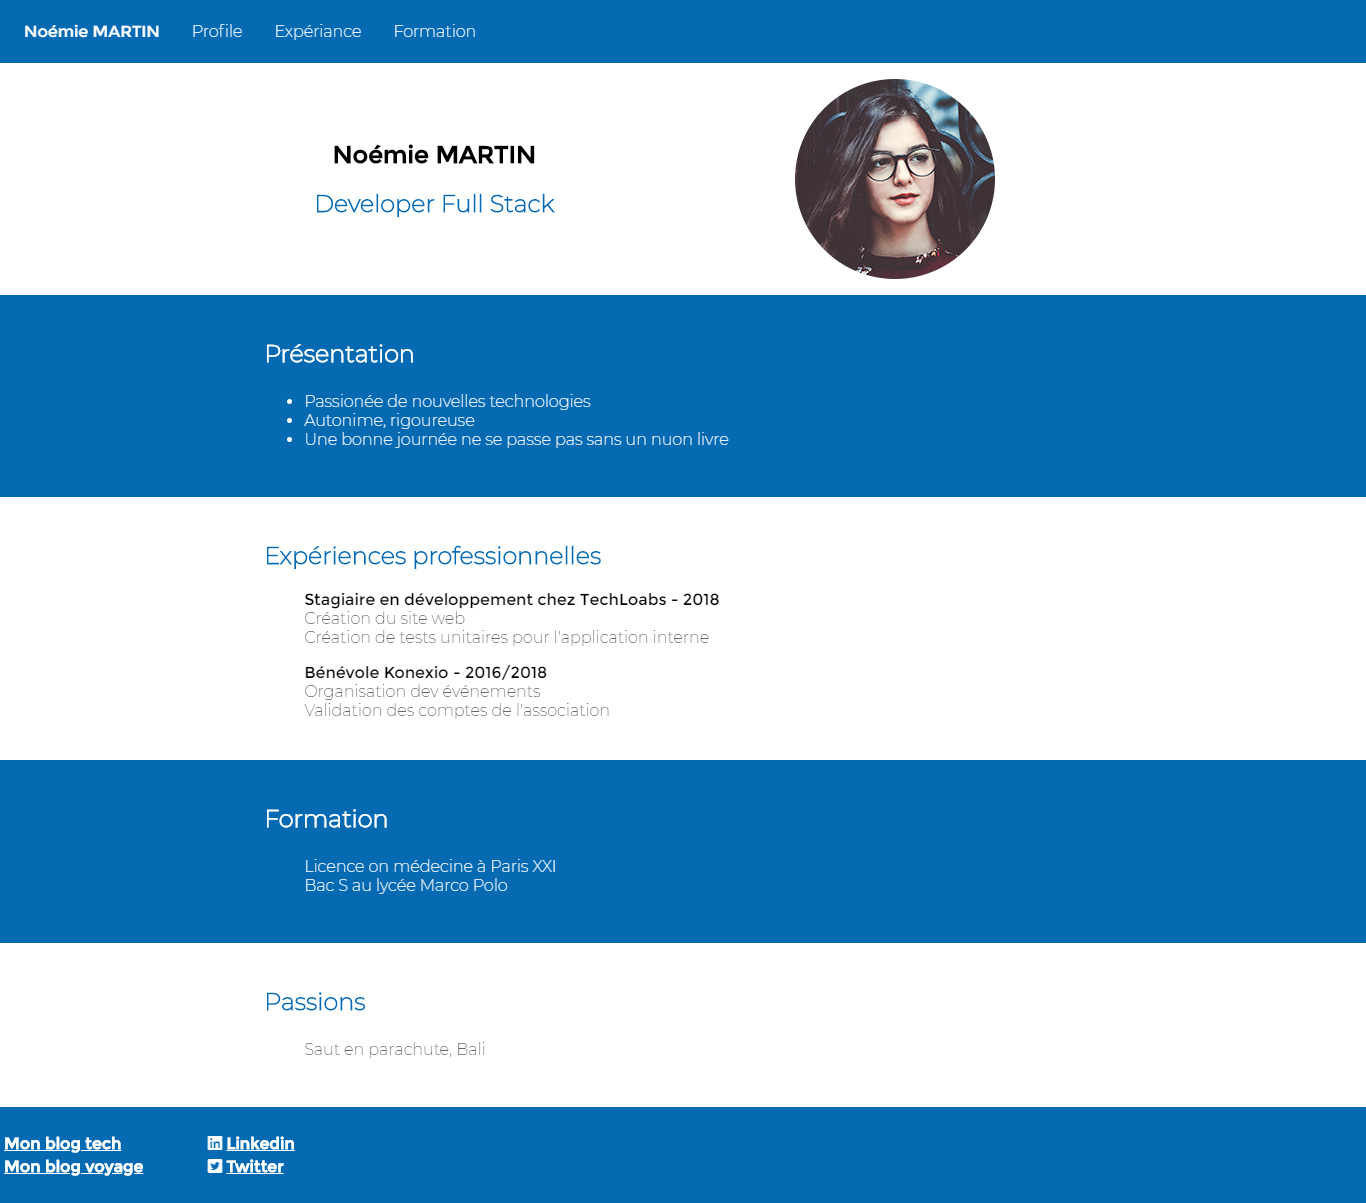 Noémie MARTIN Profile Expériance Formation
Noémie MARTIN
Developer Full Stack
Présentation
• Passionée de nouvelles technologies
• Autonime, rigoureuse
• Une bonne journée ne se passe pas sans un nuon livre
Expériences professionnelles
Stagiaire en développement chez TechLoabs - 2018
Création du site web
Création de tests unitaires pour l'application interne
Bénévole Konexio - 2016/2018
Organisation dev événements
Validation des comptes de l'association
Formation
Licence on médecine à Paris XXI
Bac S au lycée Marco Polo
Passions
Saut en parachute, Bali
Mon blog tech Linkedin
Mon blog voyage Twitter